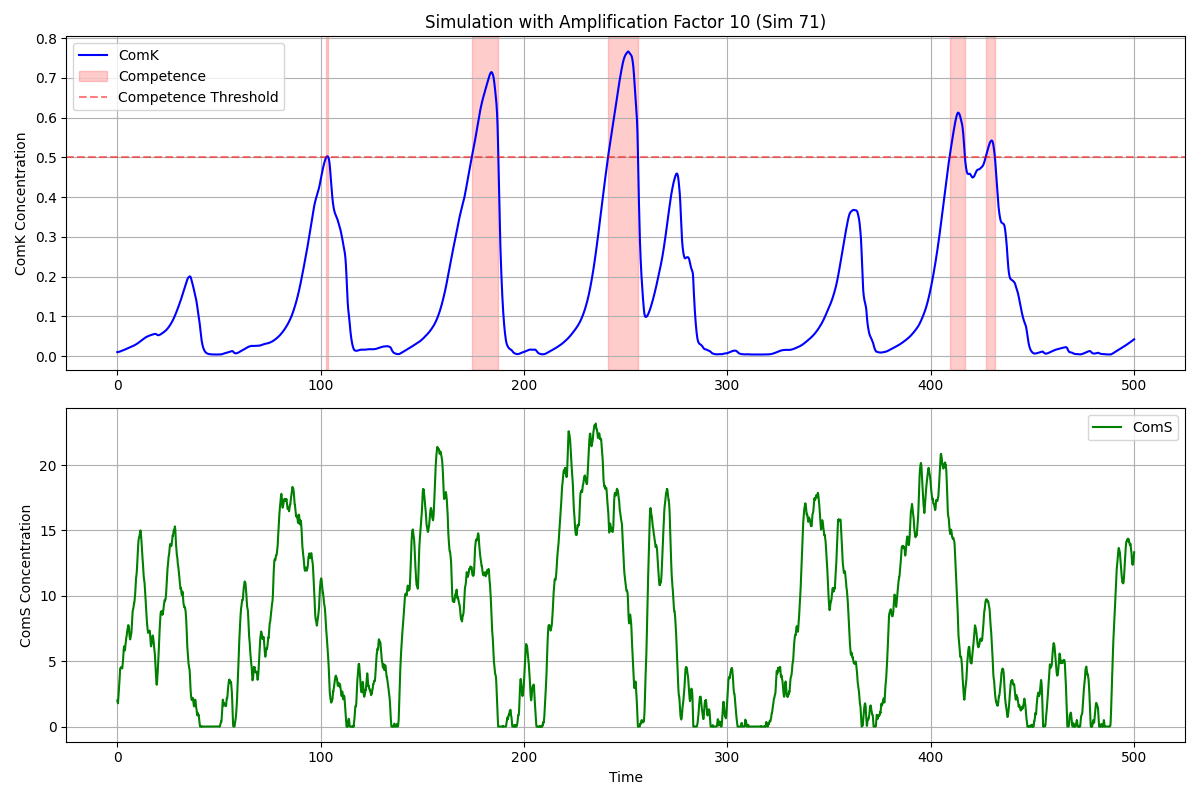 Simulation with Amplification Factor 10 (Sim 71)
ComK Concentration
0.8
0.7
0.6
0.5
0.4
0.3
0.2
0.1
0.0
ComK
Competence
Competence Threshold
0 100 200 300 400 500
ComS Concentration
20
15
10
5
0
ComS
0 100 200 300 400 500
Time